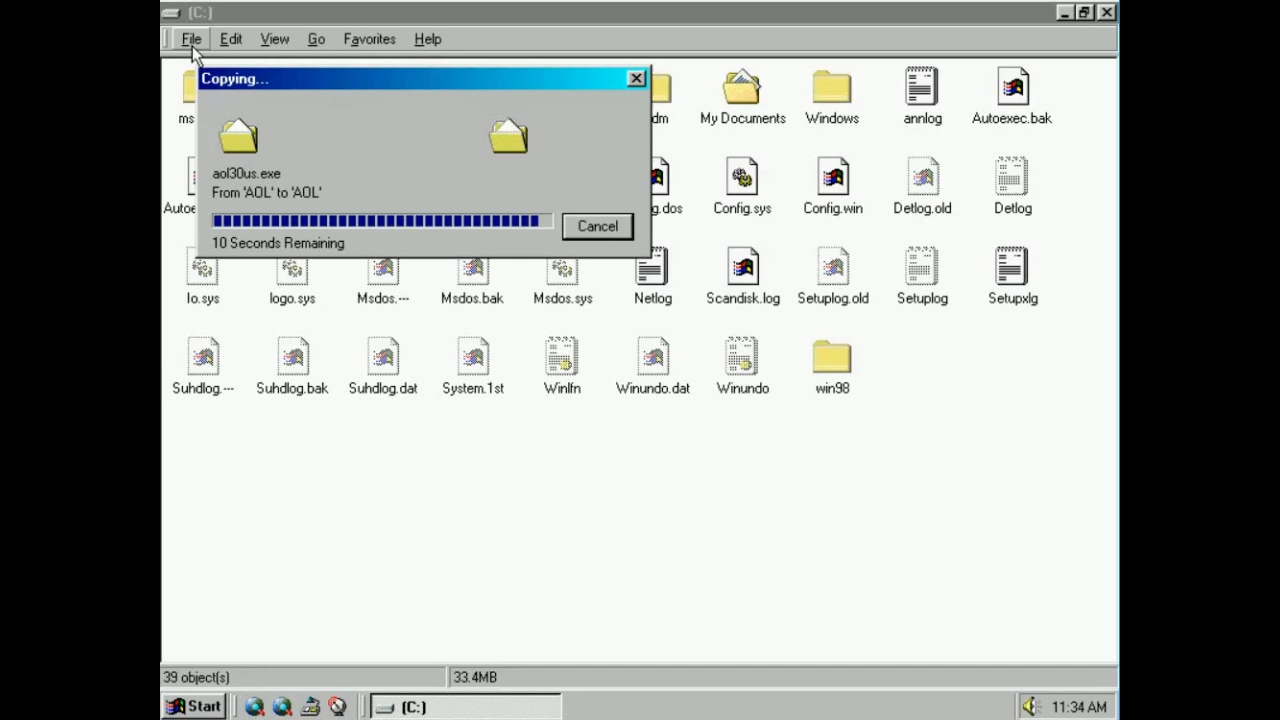 (C:)
File Edit View Go Favorites Help
Copying...
aol30us.exe
From 'AOL' to 'AOL'
Cancel
10 Seconds Remaining
ms
dm
My Documents
Windows
annlog
Autoexec.bak
Autoe
g.dos
Config.sys
Config.win
Detlog.old
Detlog
Io.sys
logo.sys
Msdos.---
Msdos.bak
Msdos.sys
Netlog
Scandisk.log
Setuplog.old
Setuplog
Setupxlg
Suhdlog.---
Suhdlog.bak
Suhdlog.dat
System.1st
Winlfn
Winundo.dat
Winundo
win98
39 object(s)
33.4MB
Start
(C:)
11:34 AM